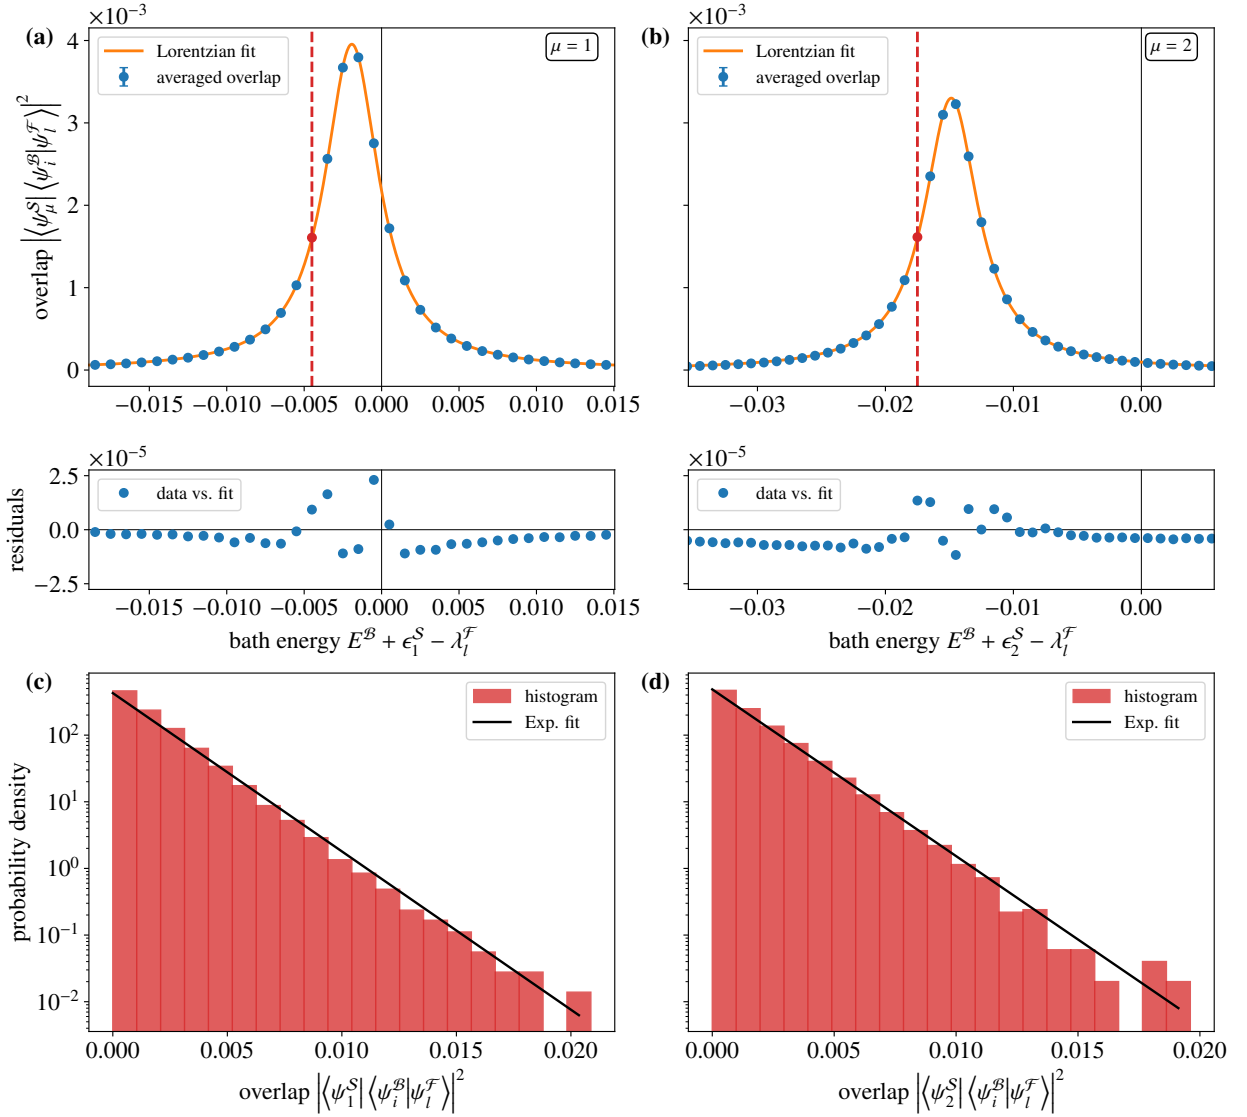 (a)
×10⁻³
Lorentzian fit
averaged overlap
μ = 1
4
3
2
1
0
overlap |⟨ψ_μ^𝒮| ⟨ψ_i^ℬ|ψ_l^ℱ⟩|²
−0.015 −0.010 −0.005 0.000 0.005 0.010 0.015
(b)
×10⁻³
Lorentzian fit
averaged overlap
μ = 2
−0.03 −0.02 −0.01 0.00
×10⁻⁵
data vs. fit
2.5
0.0
−2.5
residuals
−0.015 −0.010 −0.005 0.000 0.005 0.010 0.015
bath energy E^ℬ + ϵ_1^𝒮 − λ_l^ℱ
×10⁻⁵
data vs. fit
−0.03 −0.02 −0.01 0.00
bath energy E^ℬ + ϵ_2^𝒮 − λ_l^ℱ
(c)
histogram
Exp. fit
10²
10¹
10⁰
10⁻¹
10⁻²
probability density
0.000 0.005 0.010 0.015 0.020
overlap |⟨ψ_1^𝒮| ⟨ψ_i^ℬ|ψ_l^ℱ⟩|²
(d)
histogram
Exp. fit
0.000 0.005 0.010 0.015 0.020
overlap |⟨ψ_2^𝒮| ⟨ψ_i^ℬ|ψ_l^ℱ⟩|²